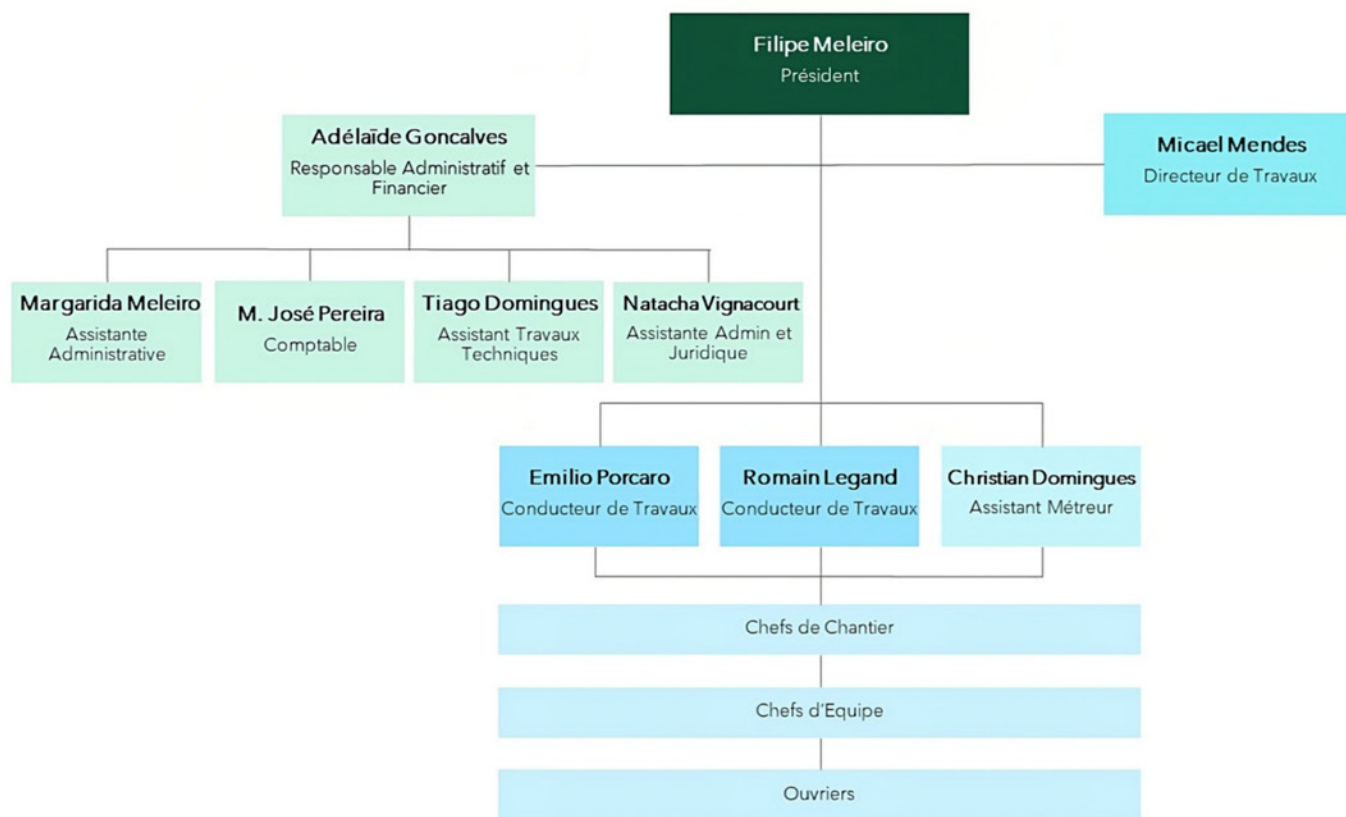 Filipe Meleiro
Président
Adélaïde Goncalves
Responsable Administratif et
Financier
Micael Mendes
Directeur de Travaux
Margarida Meleiro
Assistante
Administrative
M. José Pereira
Comptable
Tiago Domingues
Assistant Travaux
Techniques
Natacha Vignacourt
Assistante Admin et
Juridique
Emilio Porcaro
Conducteur de Travaux
Romain Legand
Conducteur de Travaux
Christian Domingues
Assistant Métreur
Chefs de Chantier
Chefs d'Equipe
Ouvriers